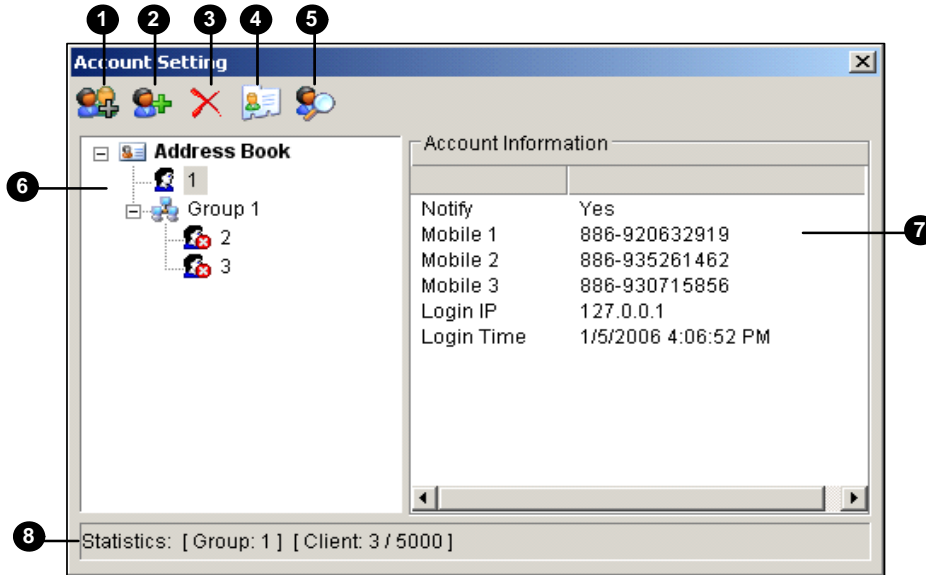 1 2 3 4 5
Account Setting
Address Book
6
1
Group 1
2
3
Account Information
Notify Yes
Mobile 1 886-920632919
7
Mobile 2 886-935261462
Mobile 3 886-930715856
Login IP 127.0.0.1
Login Time 1/5/2006 4:06:52 PM
8
Statistics: [ Group: 1 ] [ Client: 3 / 5000 ]